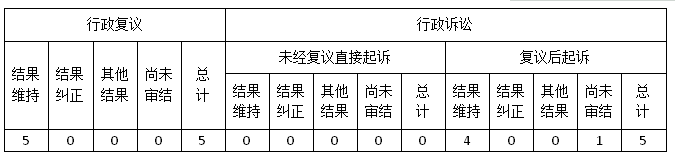 行政复议 行政诉讼
未经复议直接起诉 复议后起诉
结果维持 结果纠正 其他结果 尚未审结 总计 结果维持 结果纠正 其他结果 尚未审结 总计 结果维持 结果纠正 其他结果 尚未审结 总计
5 0 0 0 5 0 0 0 0 0 4 0 0 1 5